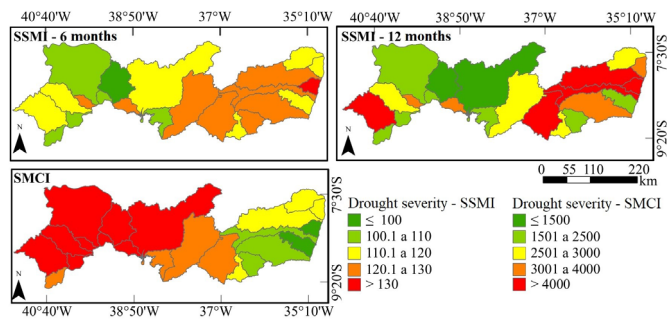 40°40'W 38°50'W 37°W 35°10'W 40°40'W 38°50'W 37°W 35°10'W
SSMI - 6 months
SSMI - 12 months
7°30'S
9°20'S
N
N
0 55 110 220
km
SMCI
7°30'S
9°20'S
N
Drought severity - SSMI
≤ 100
100.1 a 110
110.1 a 120
120.1 a 130
> 130
Drought severity - SMCI
≤ 1500
1501 a 2500
2501 a 3000
3001 a 4000
> 4000
40°40'W 38°50'W 37°W 35°10'W